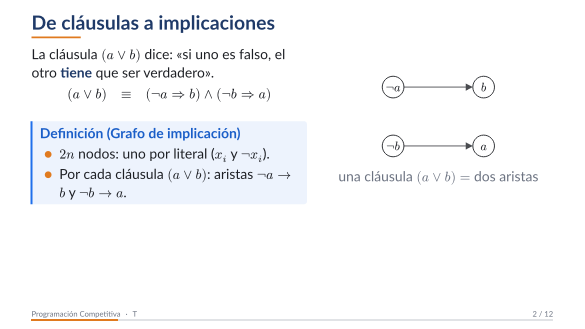 De cláusulas a implicaciones
La cláusula (a ∨ b) dice: «si uno es falso, el
otro tiene que ser verdadero».
(a ∨ b) ≡ (¬a ⇒ b) ∧ (¬b ⇒ a)
Definición (Grafo de implicación)
2n nodos: uno por literal (xᵢ y ¬xᵢ).
Por cada cláusula (a ∨ b): aristas ¬a →
b y ¬b → a.
¬a b
¬b a
una cláusula (a ∨ b) = dos aristas
Programación Competitiva · T 2 / 12